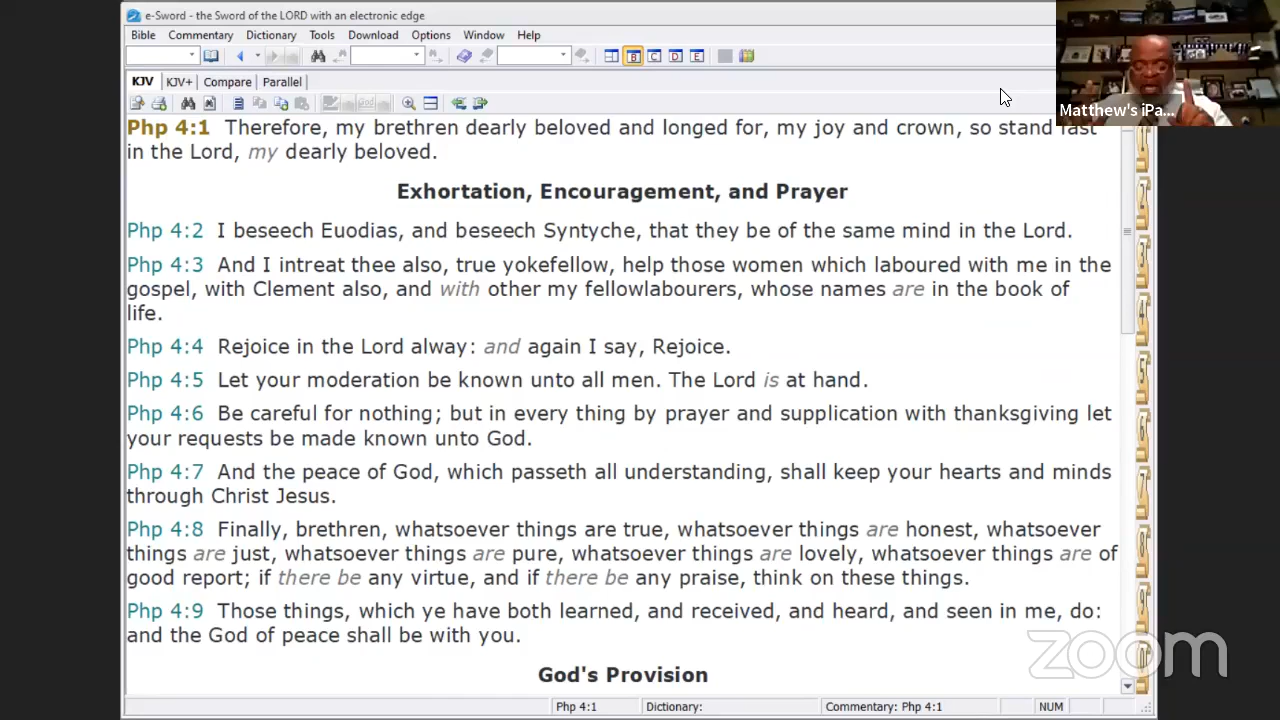 e-Sword - the Sword of the LORD with an electronic edge
Bible Commentary Dictionary Tools Download Options Window Help
B C D E
KJV KJV+ Compare Parallel
God
Matthew's iPa...
Php 4:1 Therefore, my brethren dearly beloved and longed for, my joy and crown, so stand fast
in the Lord, my dearly beloved.
Exhortation, Encouragement, and Prayer
Php 4:2 I beseech Euodias, and beseech Syntyche, that they be of the same mind in the Lord.
Php 4:3 And I intreat thee also, true yokefellow, help those women which laboured with me in the
gospel, with Clement also, and with other my fellowlabourers, whose names are in the book of
life.
Php 4:4 Rejoice in the Lord alway: and again I say, Rejoice.
Php 4:5 Let your moderation be known unto all men. The Lord is at hand.
Php 4:6 Be careful for nothing; but in every thing by prayer and supplication with thanksgiving let
your requests be made known unto God.
Php 4:7 And the peace of God, which passeth all understanding, shall keep your hearts and minds
through Christ Jesus.
Php 4:8 Finally, brethren, whatsoever things are true, whatsoever things are honest, whatsoever
things are just, whatsoever things are pure, whatsoever things are lovely, whatsoever things are of
good report; if there be any virtue, and if there be any praise, think on these things.
Php 4:9 Those things, which ye have both learned, and received, and heard, and seen in me, do:
and the God of peace shall be with you.
God's Provision
1
2
3
4
5
6
7
8
9
10
zoom
Php 4:1 Dictionary: Commentary: Php 4:1 NUM